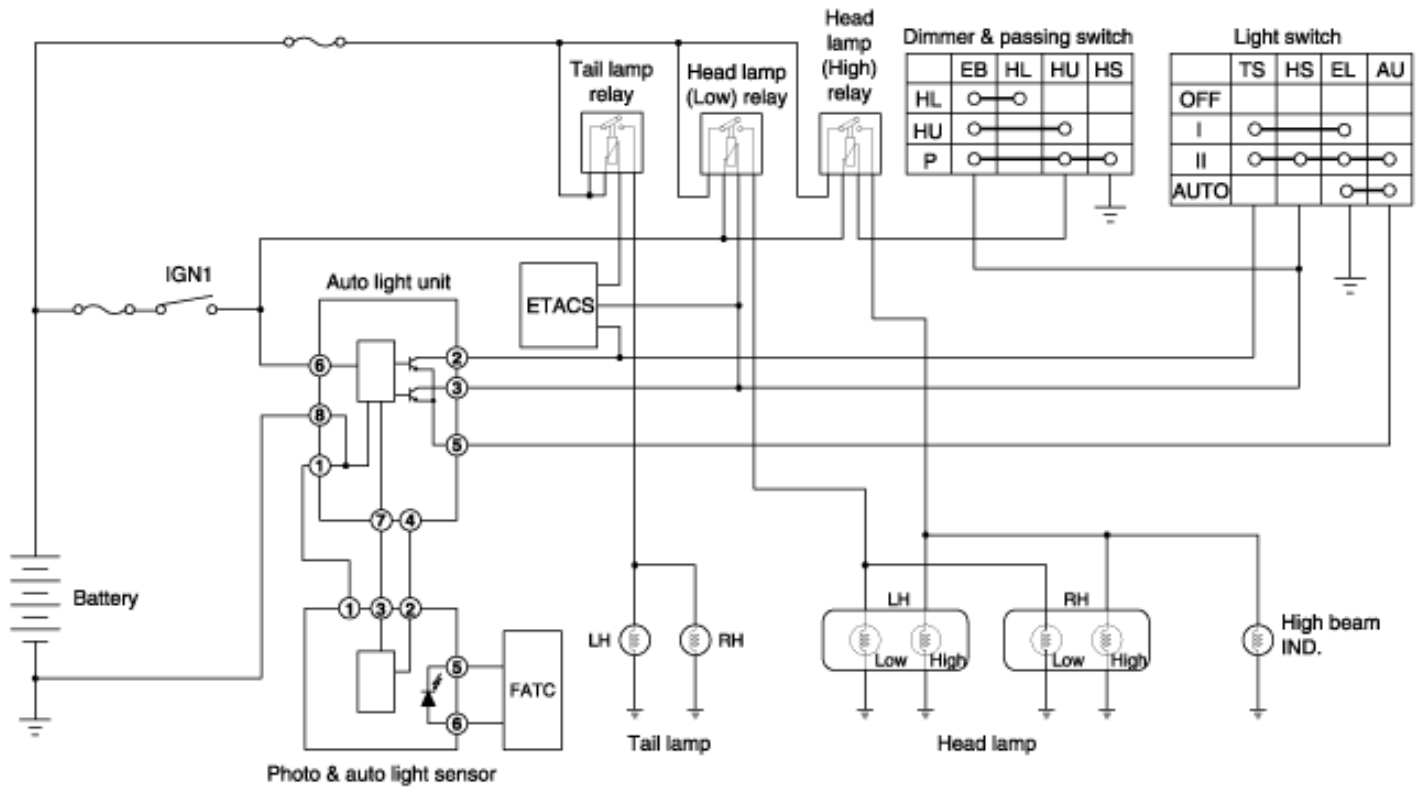 Head
lamp
(High)
relay
Tail lamp
relay
Head lamp
(Low) relay
Dimmer & passing switch
EB HL HU HS
HL
HU
P
Light switch
TS HS EL AU
OFF
I
II
AUTO
IGN1
Auto light unit
ETACS
6
2
3
8
5
1
7 4
Battery
1 3 2
5
6
FATC
Photo & auto light sensor
LH
RH
Tail lamp
LH
Low High
RH
Low High
Head lamp
High beam
IND.